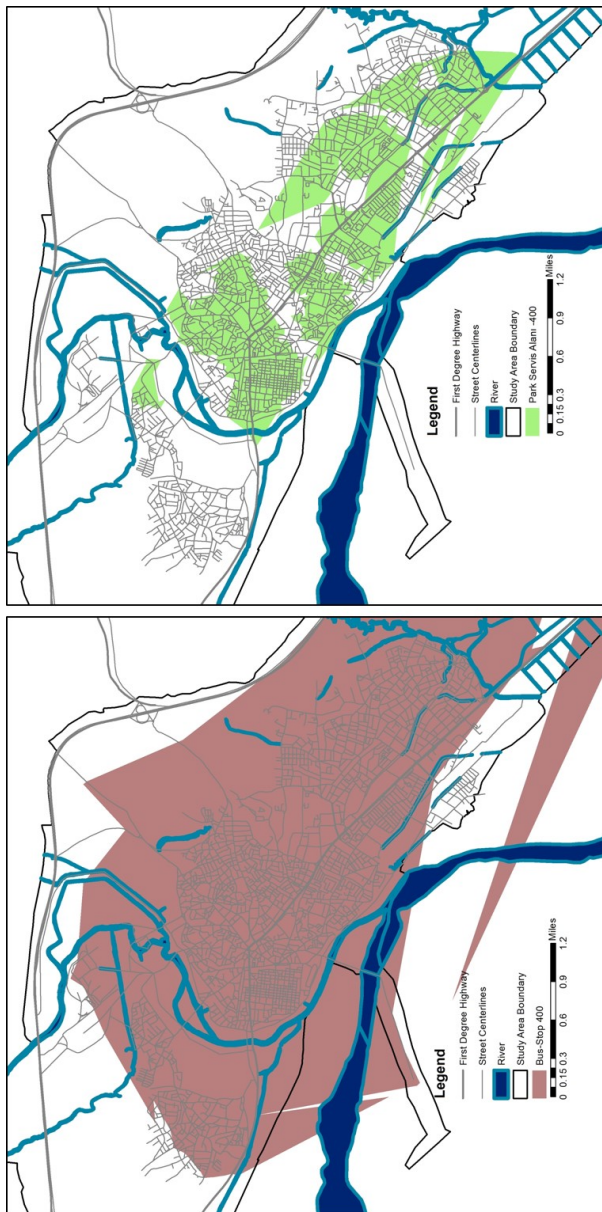 Legend
First Degree Highway
Street Centerlines
River
Study Area Boundary
Park Servis Alanı -400
0 0.15 0.3 0.6 0.9 1.2
Miles
Legend
First Degree Highway
Street Centerlines
River
Study Area Boundary
Bus-Stop 400
0 0.15 0.3 0.6 0.9 1.2
Miles